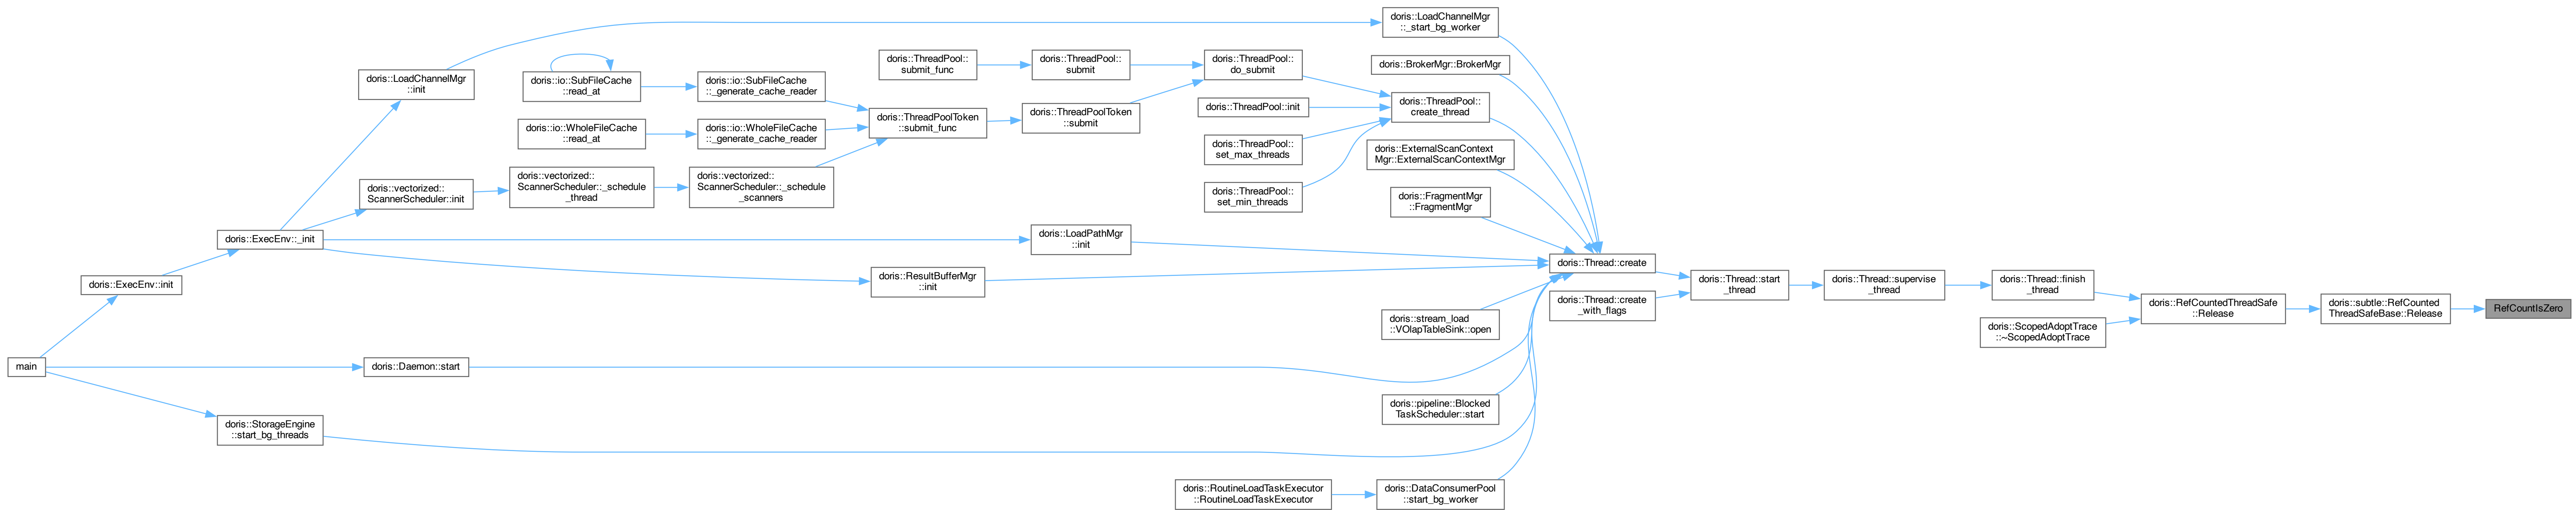 main
doris::ExecEnv::init
doris::ExecEnv::_init
doris::StorageEngine
::start_bg_threads
doris::LoadChannelMgr
::init
doris::vectorized::
ScannerScheduler::init
doris::Daemon::start
doris::io::SubFileCache
::read_at
doris::io::WholeFileCache
::read_at
doris::vectorized::
ScannerScheduler::_schedule
_thread
doris::io::SubFileCache
::_generate_cache_reader
doris::io::WholeFileCache
::_generate_cache_reader
doris::vectorized::
ScannerScheduler::_schedule
_scanners
doris::ThreadPool::
submit_func
doris::ThreadPoolToken
::submit_func
doris::ResultBufferMgr
::init
doris::ThreadPool::
submit
doris::ThreadPoolToken
::submit
doris::LoadPathMgr
::init
doris::ThreadPool::
do_submit
doris::ThreadPool::init
doris::ThreadPool::
set_max_threads
doris::ThreadPool::
set_min_threads
doris::RoutineLoadTaskExecutor
::RoutineLoadTaskExecutor
doris::LoadChannelMgr
::_start_bg_worker
doris::BrokerMgr::BrokerMgr
doris::ThreadPool::
create_thread
doris::ExternalScanContext
Mgr::ExternalScanContextMgr
doris::FragmentMgr
::FragmentMgr
doris::stream_load
::VOlapTableSink::open
doris::pipeline::Blocked
TaskScheduler::start
doris::DataConsumerPool
::start_bg_worker
doris::Thread::create
doris::Thread::create
_with_flags
doris::Thread::start
_thread
doris::Thread::supervise
_thread
doris::Thread::finish
_thread
doris::ScopedAdoptTrace
::~ScopedAdoptTrace
doris::RefCountedThreadSafe
::Release
doris::subtle::RefCounted
ThreadSafeBase::Release
RefCountIsZero